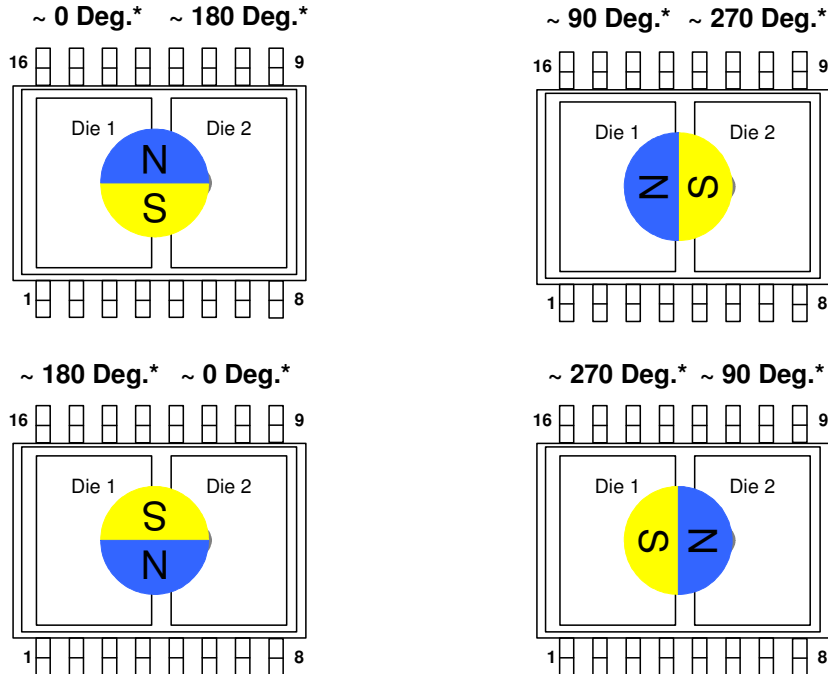 ~ 0 Deg.* ~ 180 Deg.*
16 9
Die 1 Die 2
N
S
1 8
~ 90 Deg.* ~ 270 Deg.*
16 9
Die 1 Die 2
N S
1 8
~ 180 Deg.* ~ 0 Deg.*
16 9
Die 1 Die 2
S
N
1 8
~ 270 Deg.* ~ 90 Deg.*
16 9
Die 1 Die 2
S N
1 8